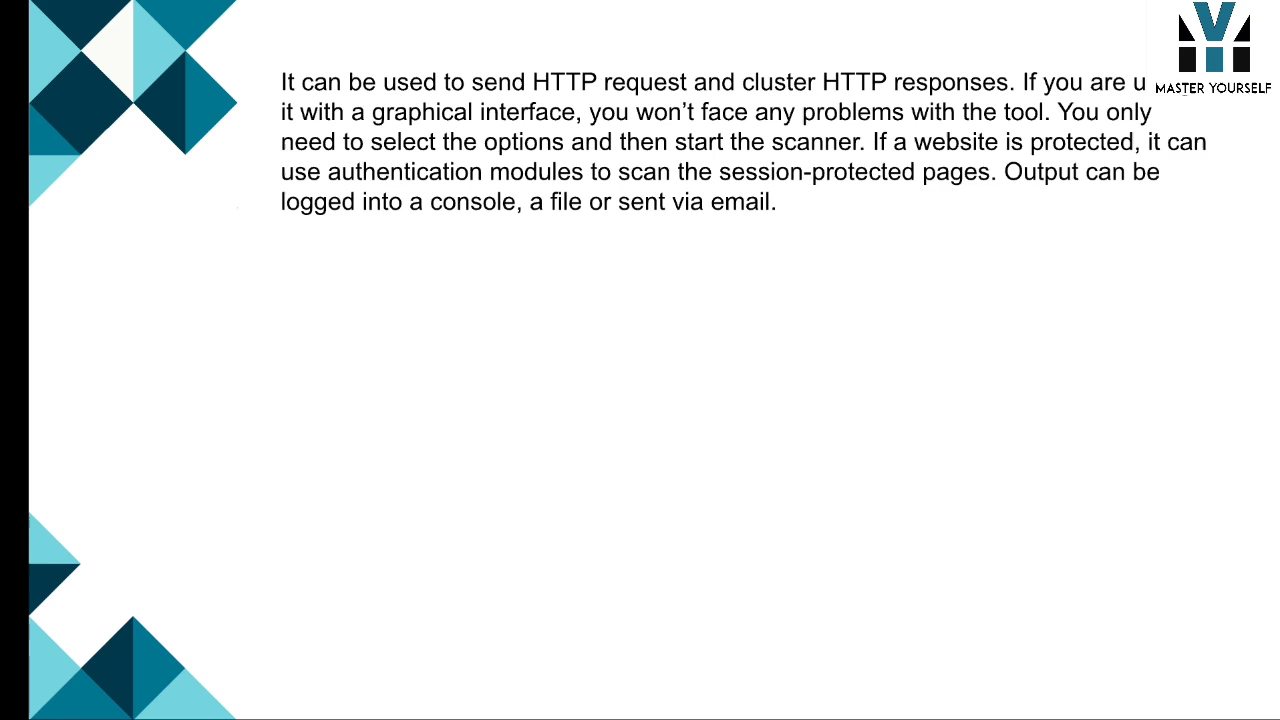 It can be used to send HTTP request and cluster HTTP responses. If you are
it with a graphical interface, you won't face any problems with the tool. You only
need to select the options and then start the scanner. If a website is protected, it can
use authentication modules to scan the session-protected pages. Output can be
logged into a console, a file or sent via email.
MASTER YOURSELF